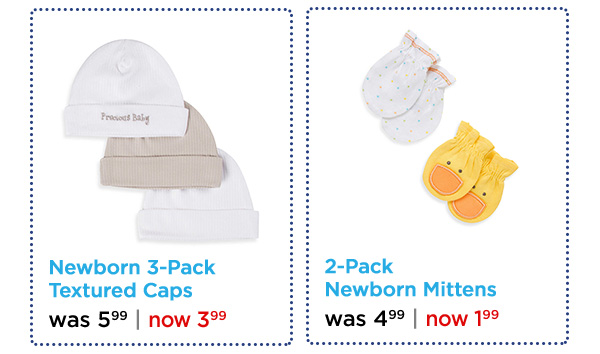 Precious Baby
Newborn 3-Pack
Textured Caps
was 5⁹⁹ | now 3⁹⁹
2-Pack
Newborn Mittens
was 4⁹⁹ | now 1⁹⁹